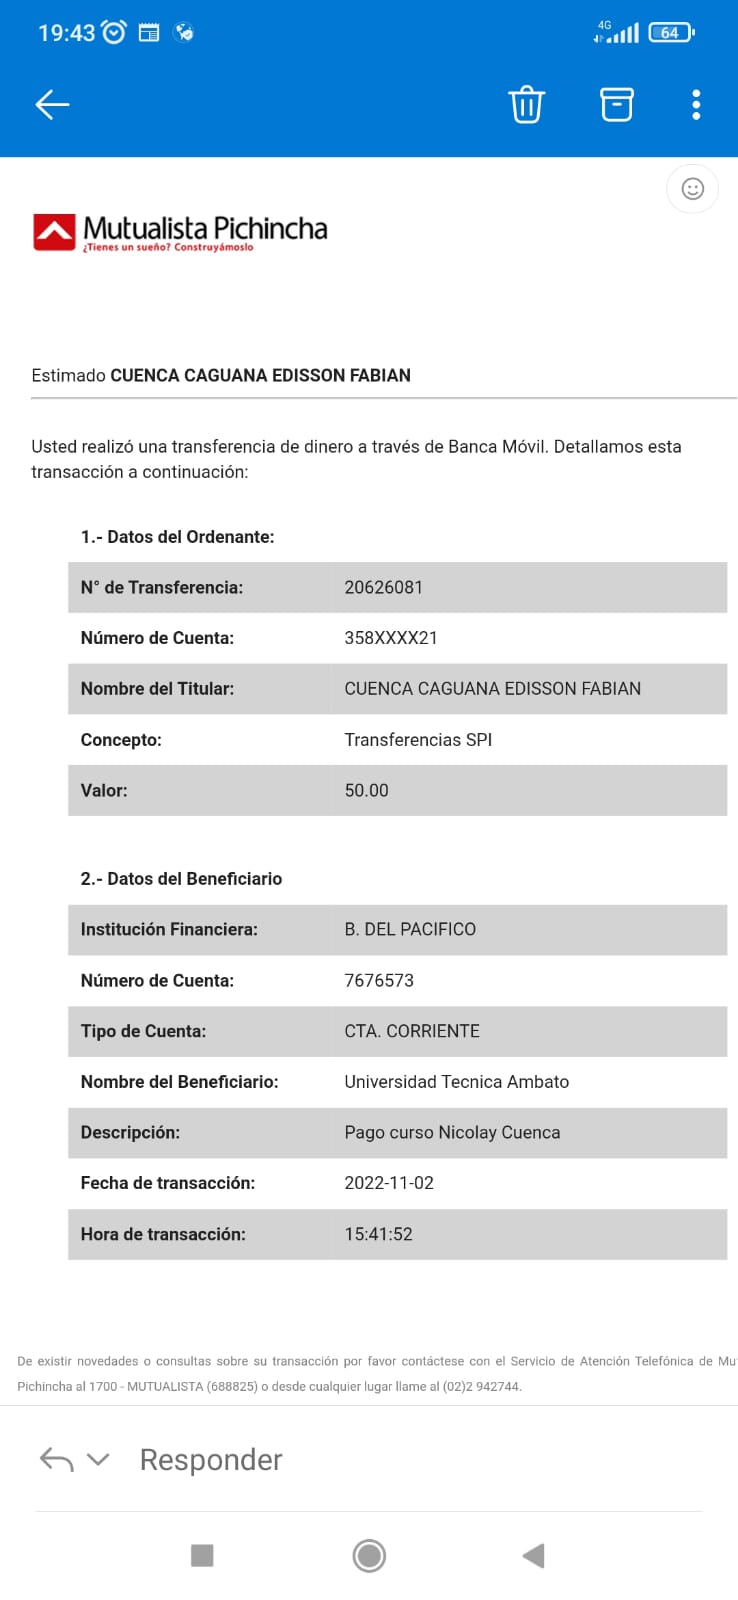 19:43
4G
64
Mutualista Pichincha
¿Tienes un sueño? Construyámoslo
Estimado CUENCA CAGUANA EDISSON FABIAN
Usted realizó una transferencia de dinero a través de Banca Móvil. Detallamos esta
transacción a continuación:
1.- Datos del Ordenante:
N° de Transferencia: 20626081
Número de Cuenta: 358XXXX21
Nombre del Titular: CUENCA CAGUANA EDISSON FABIAN
Concepto: Transferencias SPI
Valor: 50.00
2.- Datos del Beneficiario
Institución Financiera: B. DEL PACIFICO
Número de Cuenta: 7676573
Tipo de Cuenta: CTA. CORRIENTE
Nombre del Beneficiario: Universidad Tecnica Ambato
Descripción: Pago curso Nicolay Cuenca
Fecha de transacción: 2022-11-02
Hora de transacción: 15:41:52
De existir novedades o consultas sobre su transacción por favor contáctese con el Servicio de Atención Telefónica de Mu
Pichincha al 1700 - MUTUALISTA (688825) o desde cualquier lugar llame al (02)2 942744.
Responder